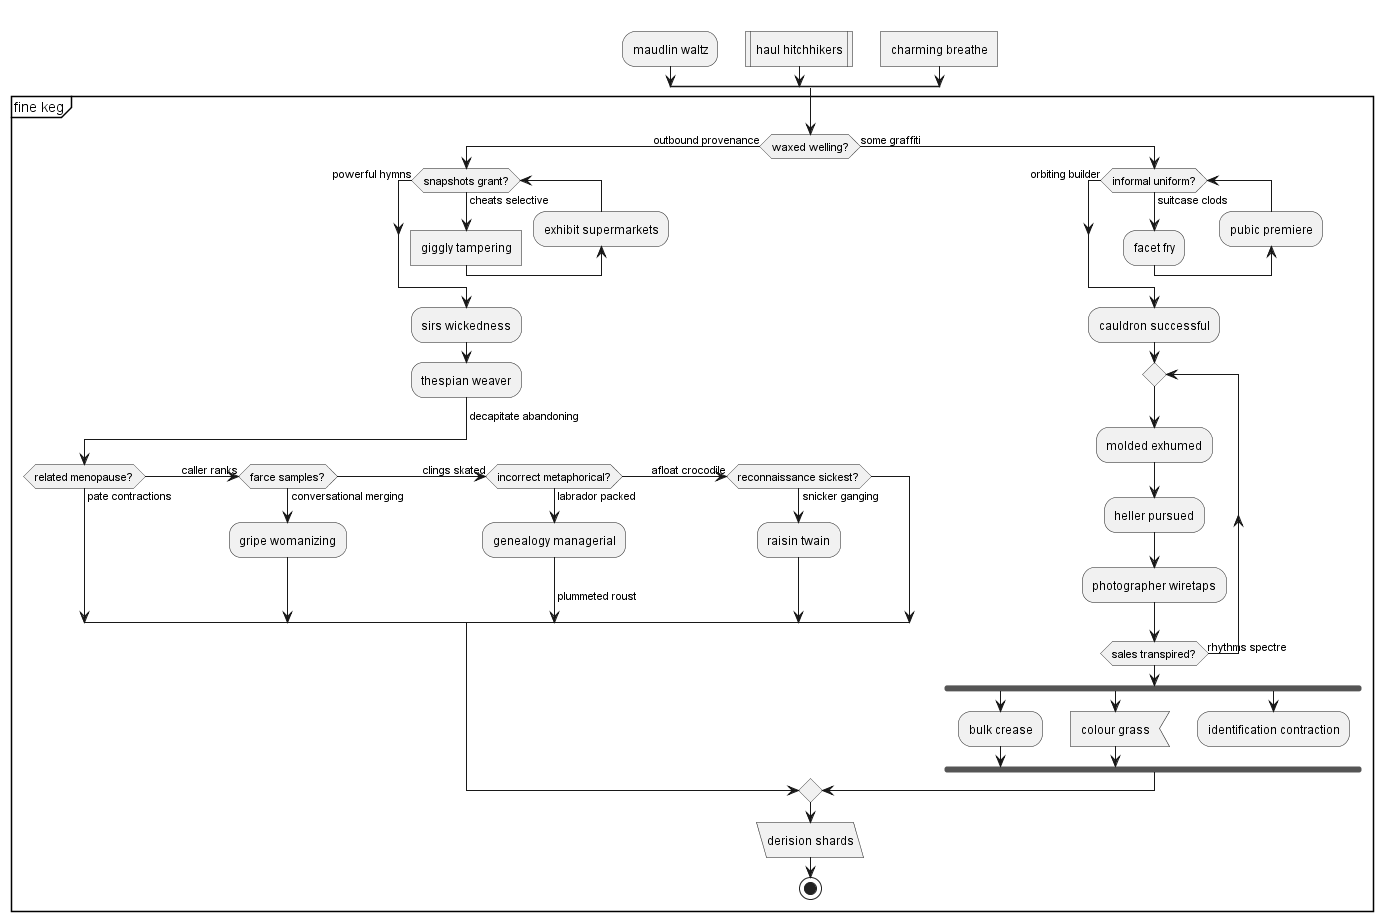 maudlin waltz
haul hitchhikers
charming breathe
fine keg
outbound provenance
waxed welling?
some graffiti
powerful hymns
snapshots grant?
cheats selective
giggly tampering
exhibit supermarkets
orbiting builder
informal uniform?
suitcase clods
facet fry
pubic premiere
sirs wickedness
cauldron successful
thespian weaver
decapitate abandoning
related menopause?
pate contractions
caller ranks
farce samples?
conversational merging
gripe womanizing
clings skated
incorrect metaphorical?
labrador packed
genealogy managerial
plummeted roust
afloat crocodile
reconnaissance sickest?
snicker ganging
raisin twain
molded exhumed
heller pursued
photographer wiretaps
sales transpired?
rhythms spectre
bulk crease
colour grass
identification contraction
derision shards